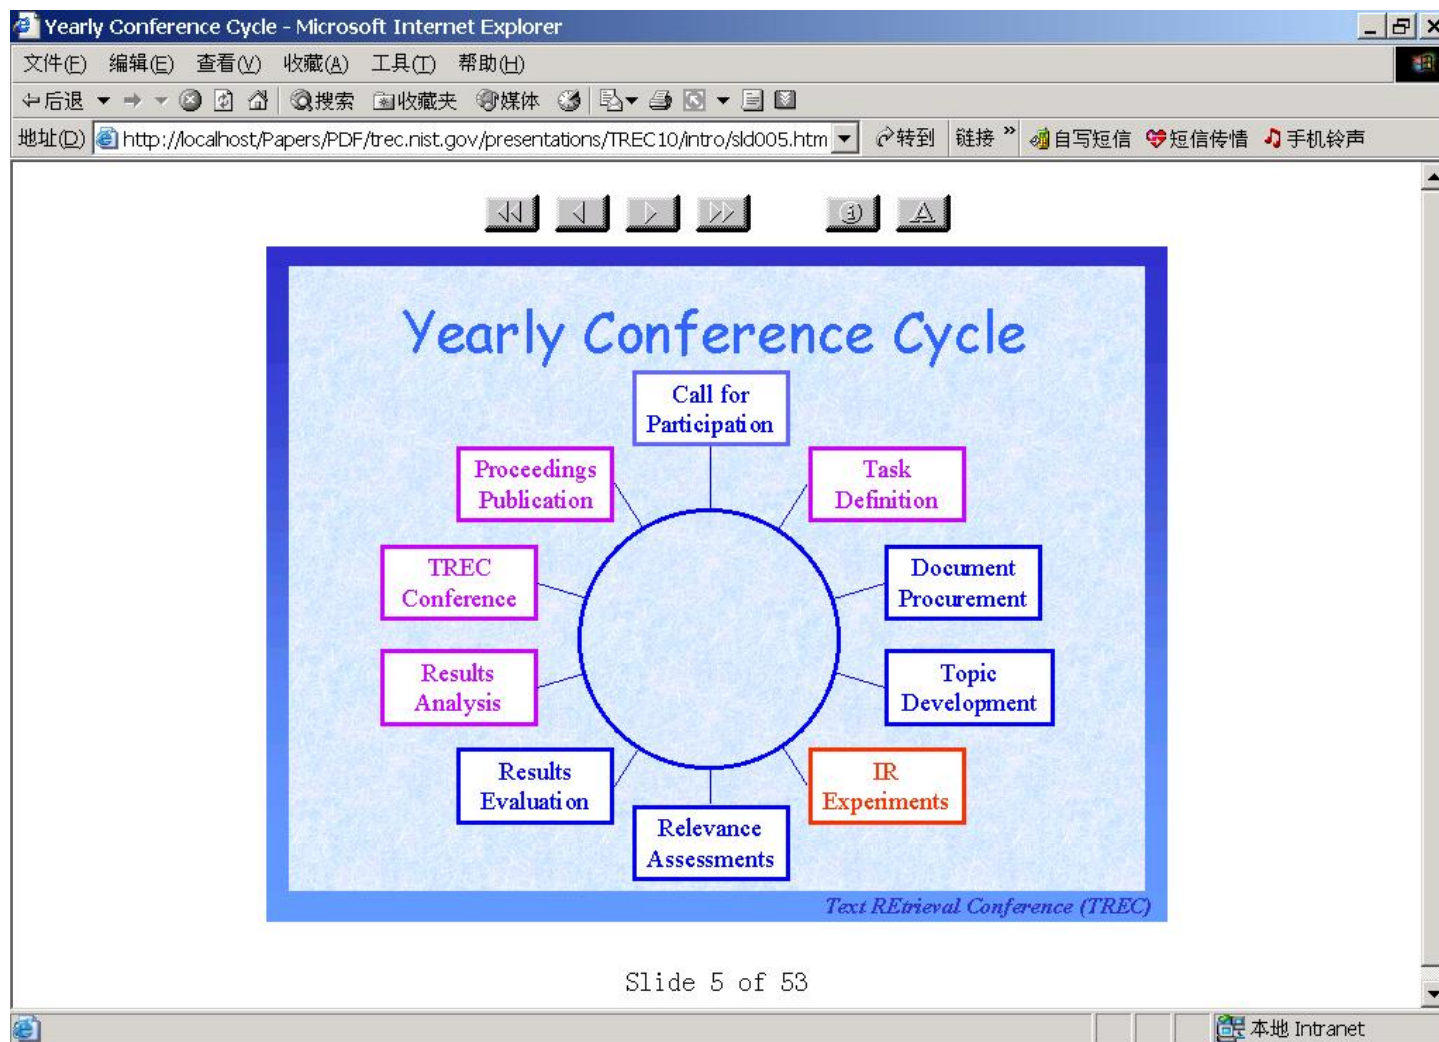 Yearly Conference Cycle - Microsoft Internet Explorer
文件(F) 编辑(E) 查看(V) 收藏(A) 工具(T) 帮助(H)
后退 搜索 收藏夹 媒体
地址(D) http://localhost/Papers/PDF/trec.nist.gov/presentations/TREC10/intro/sld005.htm 转到 链接 » 自写短信 短信传情 手机铃声
Yearly Conference Cycle
Call for
Participation
Proceedings
Publication
Task
Definition
TREC
Conference
Document
Procurement
Results
Analysis
Topic
Development
Results
Evaluation
IR
Experiments
Relevance
Assessments
Text REtrieval Conference (TREC)
Slide 5 of 53
本地 Intranet